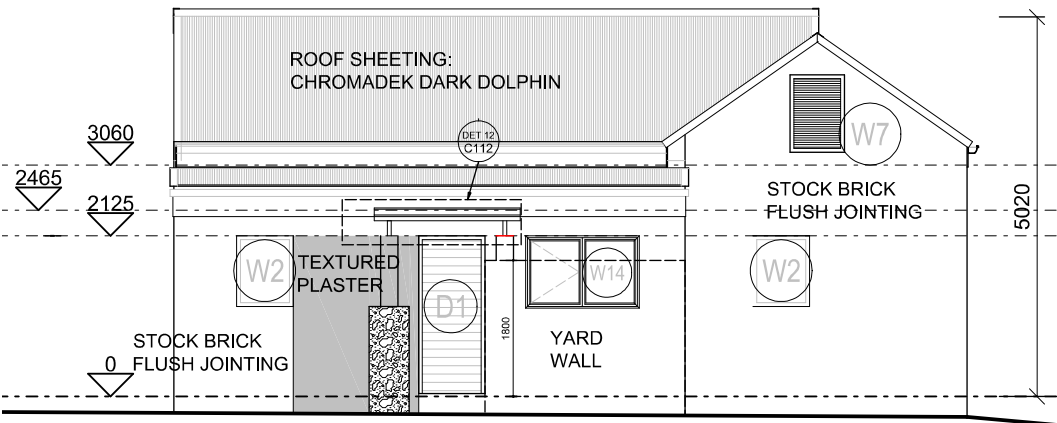 ROOF SHEETING:
CHROMADEK DARK DOLPHIN
DET 12
C112
3060
W7
2465
2125
STOCK BRICK
FLUSH JOINTING
5020
W2
TEXTURED
PLASTER
D1
W14
W2
1800
STOCK BRICK
FLUSH JOINTING
YARD
WALL
0